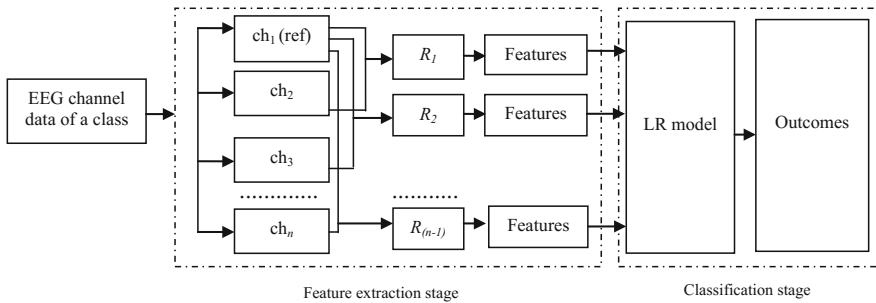 EEG channel
data of a class
ch₁ (ref)
ch₂
ch₃
chₙ
R₁
R₂
R₍ₙ₋₁₎
Features
Features
Features
LR model
Outcomes
Feature extraction stage
Classification stage